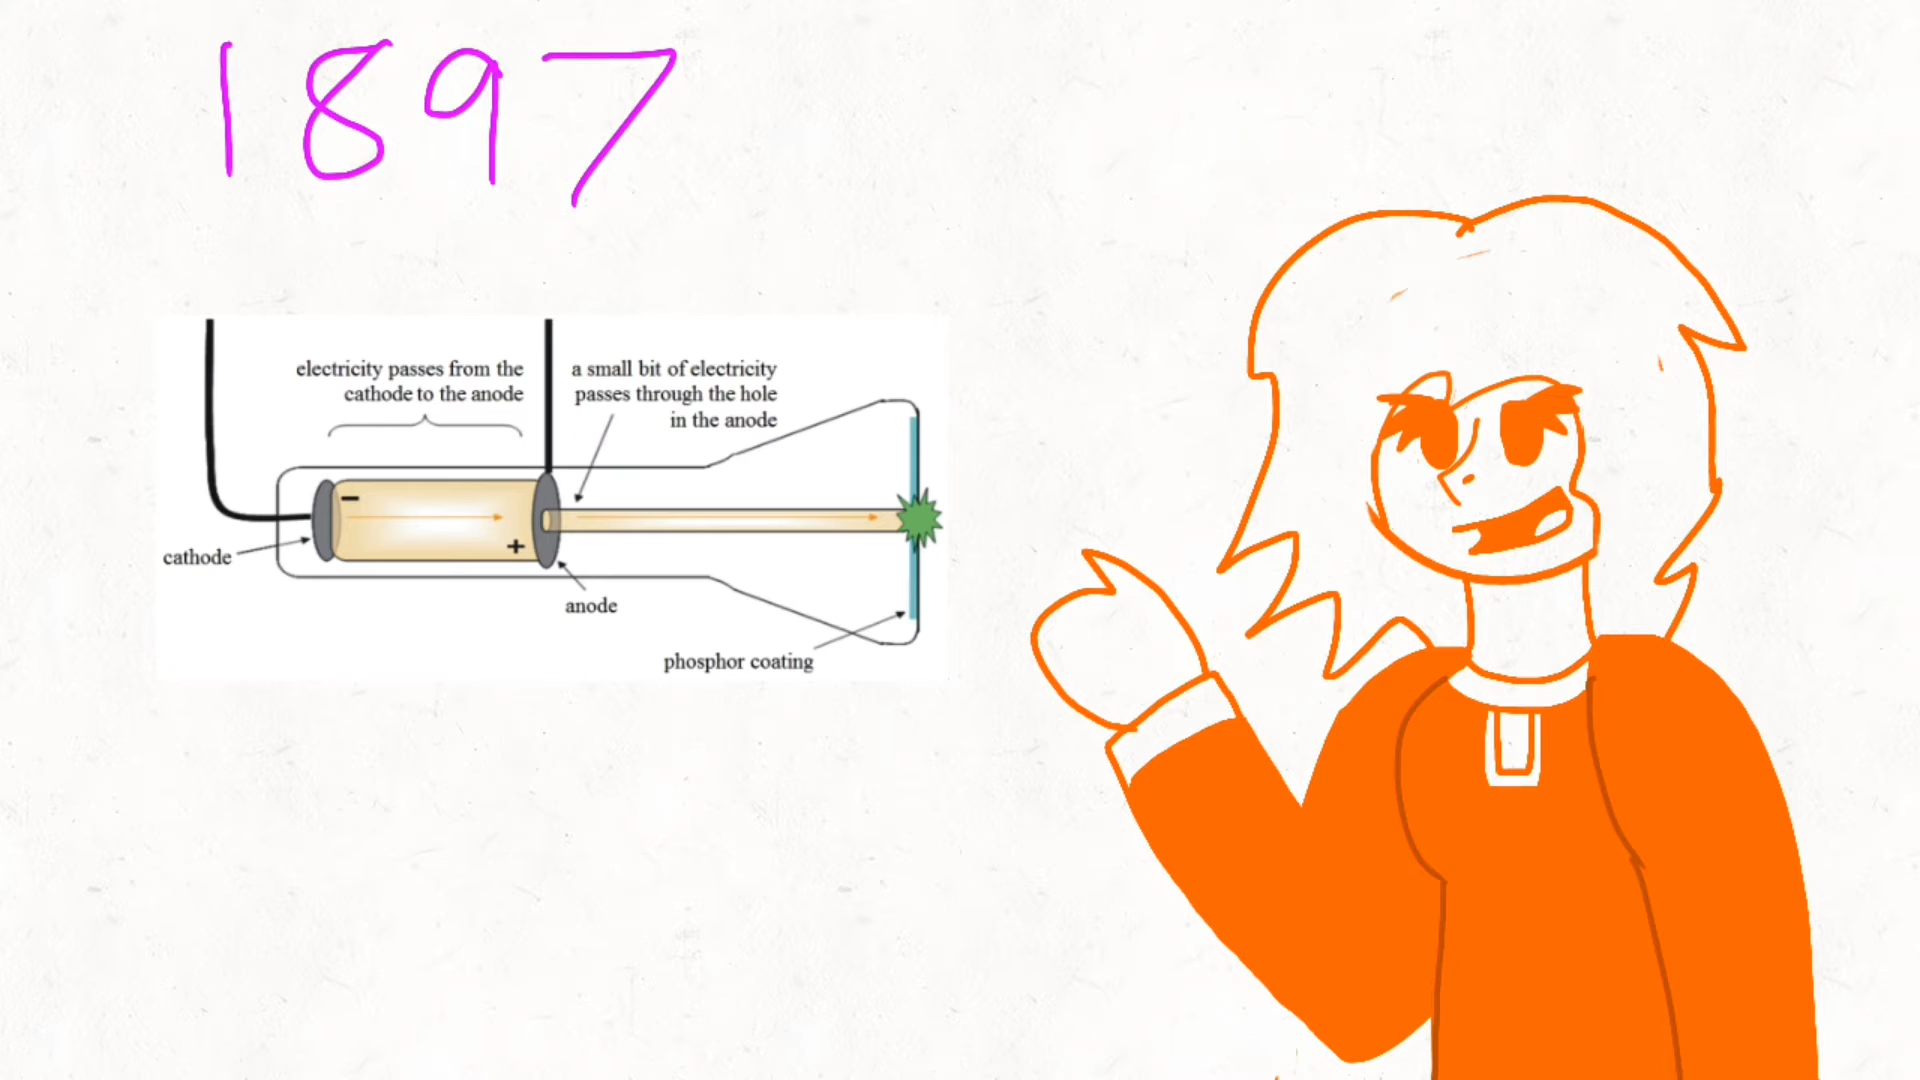 1897
electricity passes from the
cathode to the anode
a small bit of electricity
passes through the hole
in the anode
−
+
cathode
anode
phosphor coating